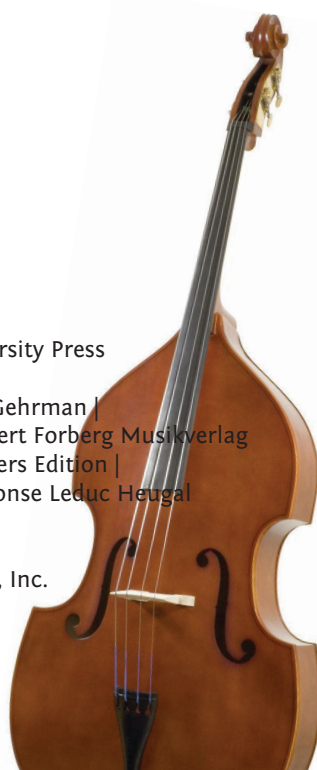 rsity Press
Gehrman |
ert Forberg Musikverlag
ers Edition |
onse Leduc Heugal
, Inc.